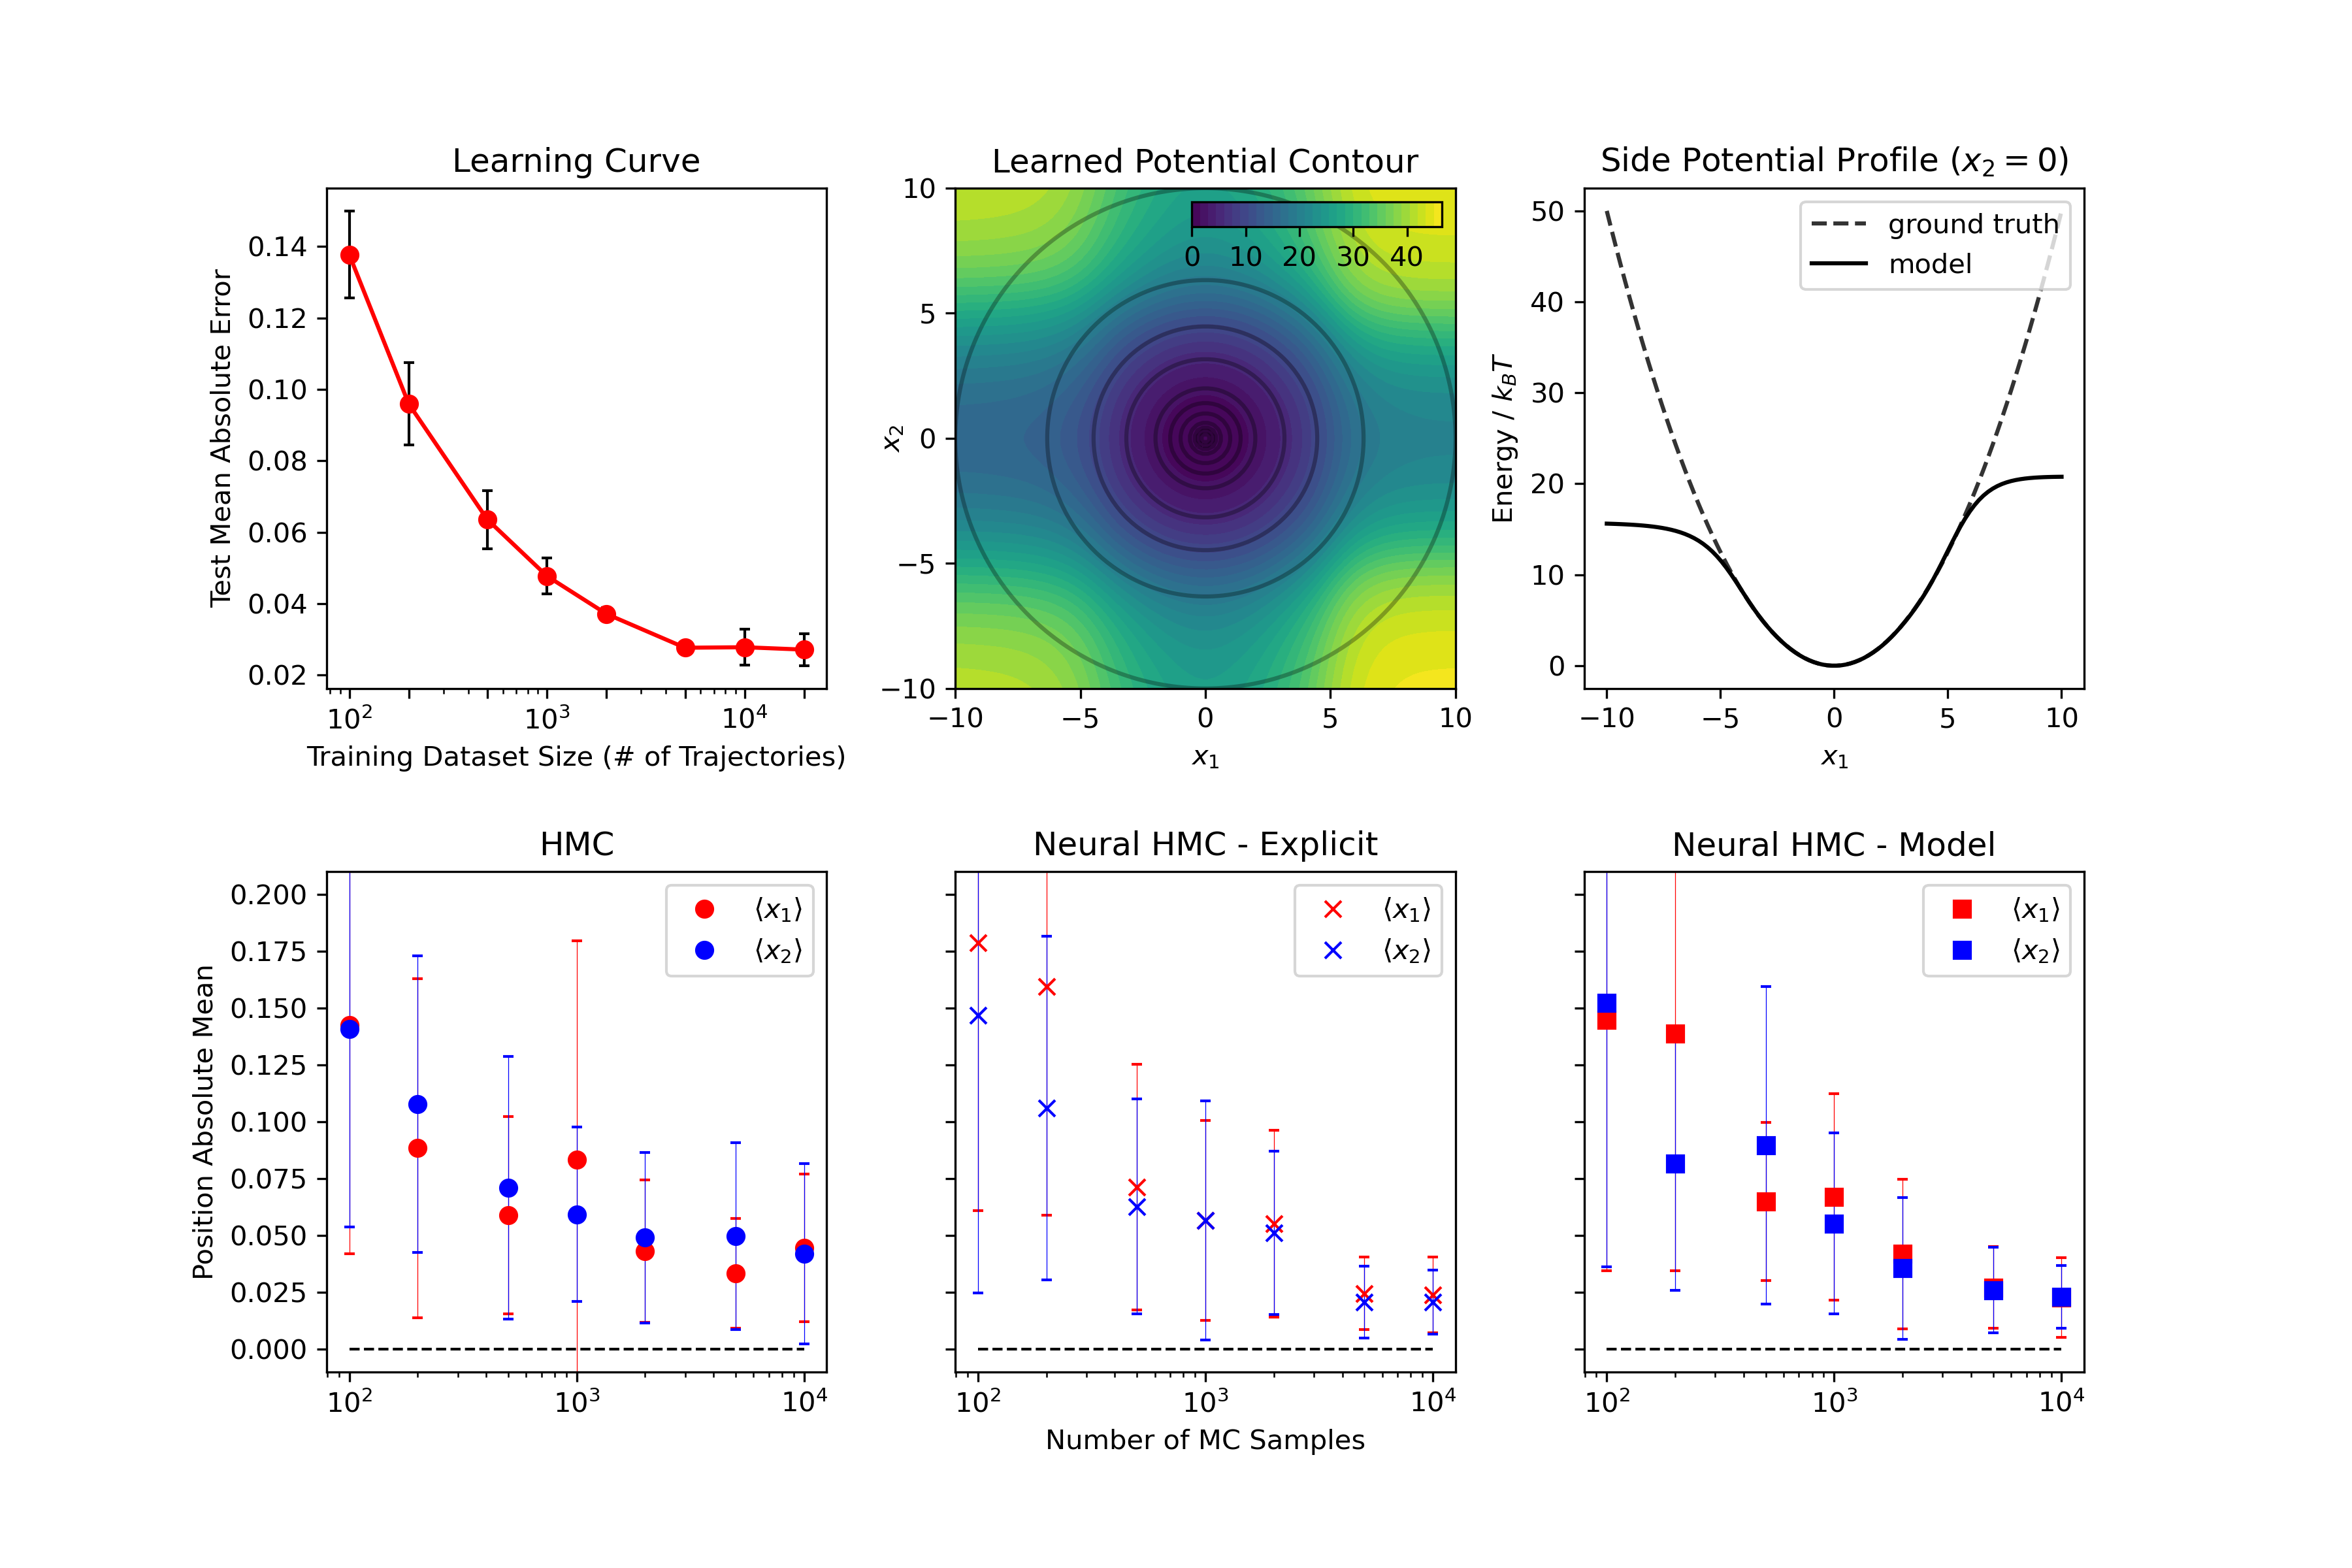 Learning Curve
Test Mean Absolute Error
0.14
0.12
0.10
0.08
0.06
0.04
0.02
10² 10³ 10⁴
Training Dataset Size (# of Trajectories)
Learned Potential Contour
x₂
10
5
0
−5
−10
0 10 20 30 40
−10 −5 0 5 10
x₁
Side Potential Profile (x₂ = 0)
Energy / k_BT
50
40
30
20
10
0
ground truth
model
−10 −5 0 5 10
x₁
HMC
Position Absolute Mean
0.200
0.175
0.150
0.125
0.100
0.075
0.050
0.025
0.000
⟨x₁⟩
⟨x₂⟩
10² 10³ 10⁴
Neural HMC - Explicit
⟨x₁⟩
⟨x₂⟩
10² 10³ 10⁴
Number of MC Samples
Neural HMC - Model
⟨x₁⟩
⟨x₂⟩
10² 10³ 10⁴